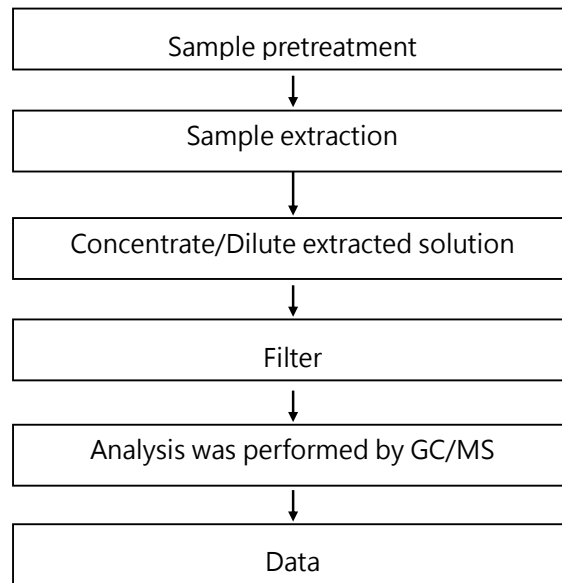 Sample pretreatment
Sample extraction
Concentrate/Dilute extracted solution
Filter
Analysis was performed by GC/MS
Data